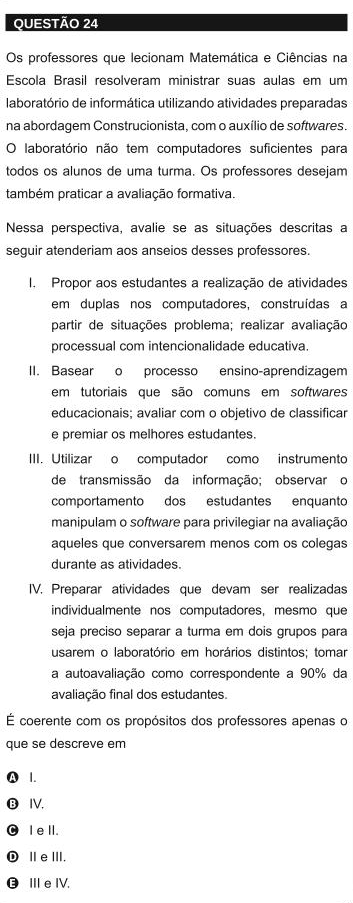 QUESTÃO 24
Os professores que lecionam Matemática e Ciências na
Escola Brasil resolveram ministrar suas aulas em um
laboratório de informática utilizando atividades preparadas
na abordagem Construcionista, com o auxílio de softwares.
O laboratório não tem computadores suficientes para
todos os alunos de uma turma. Os professores desejam
também praticar a avaliação formativa.
Nessa perspectiva, avalie se as situações descritas a
seguir atenderiam aos anseios desses professores.
I. Propor aos estudantes a realização de atividades
em duplas nos computadores, construídas a
partir de situações problema; realizar avaliação
processual com intencionalidade educativa.
II. Basear o processo ensino-aprendizagem
em tutoriais que são comuns em softwares
educacionais; avaliar com o objetivo de classificar
e premiar os melhores estudantes.
III. Utilizar o computador como instrumento
de transmissão da informação; observar o
comportamento dos estudantes enquanto
manipulam o software para privilegiar na avaliação
aqueles que conversarem menos com os colegas
durante as atividades.
IV. Preparar atividades que devam ser realizadas
individualmente nos computadores, mesmo que
seja preciso separar a turma em dois grupos para
usarem o laboratório em horários distintos; tomar
a autoavaliação como correspondente a 90% da
avaliação final dos estudantes.
É coerente com os propósitos dos professores apenas o
que se descreve em
A I.
B IV.
C I e II.
D II e III.
E III e IV.